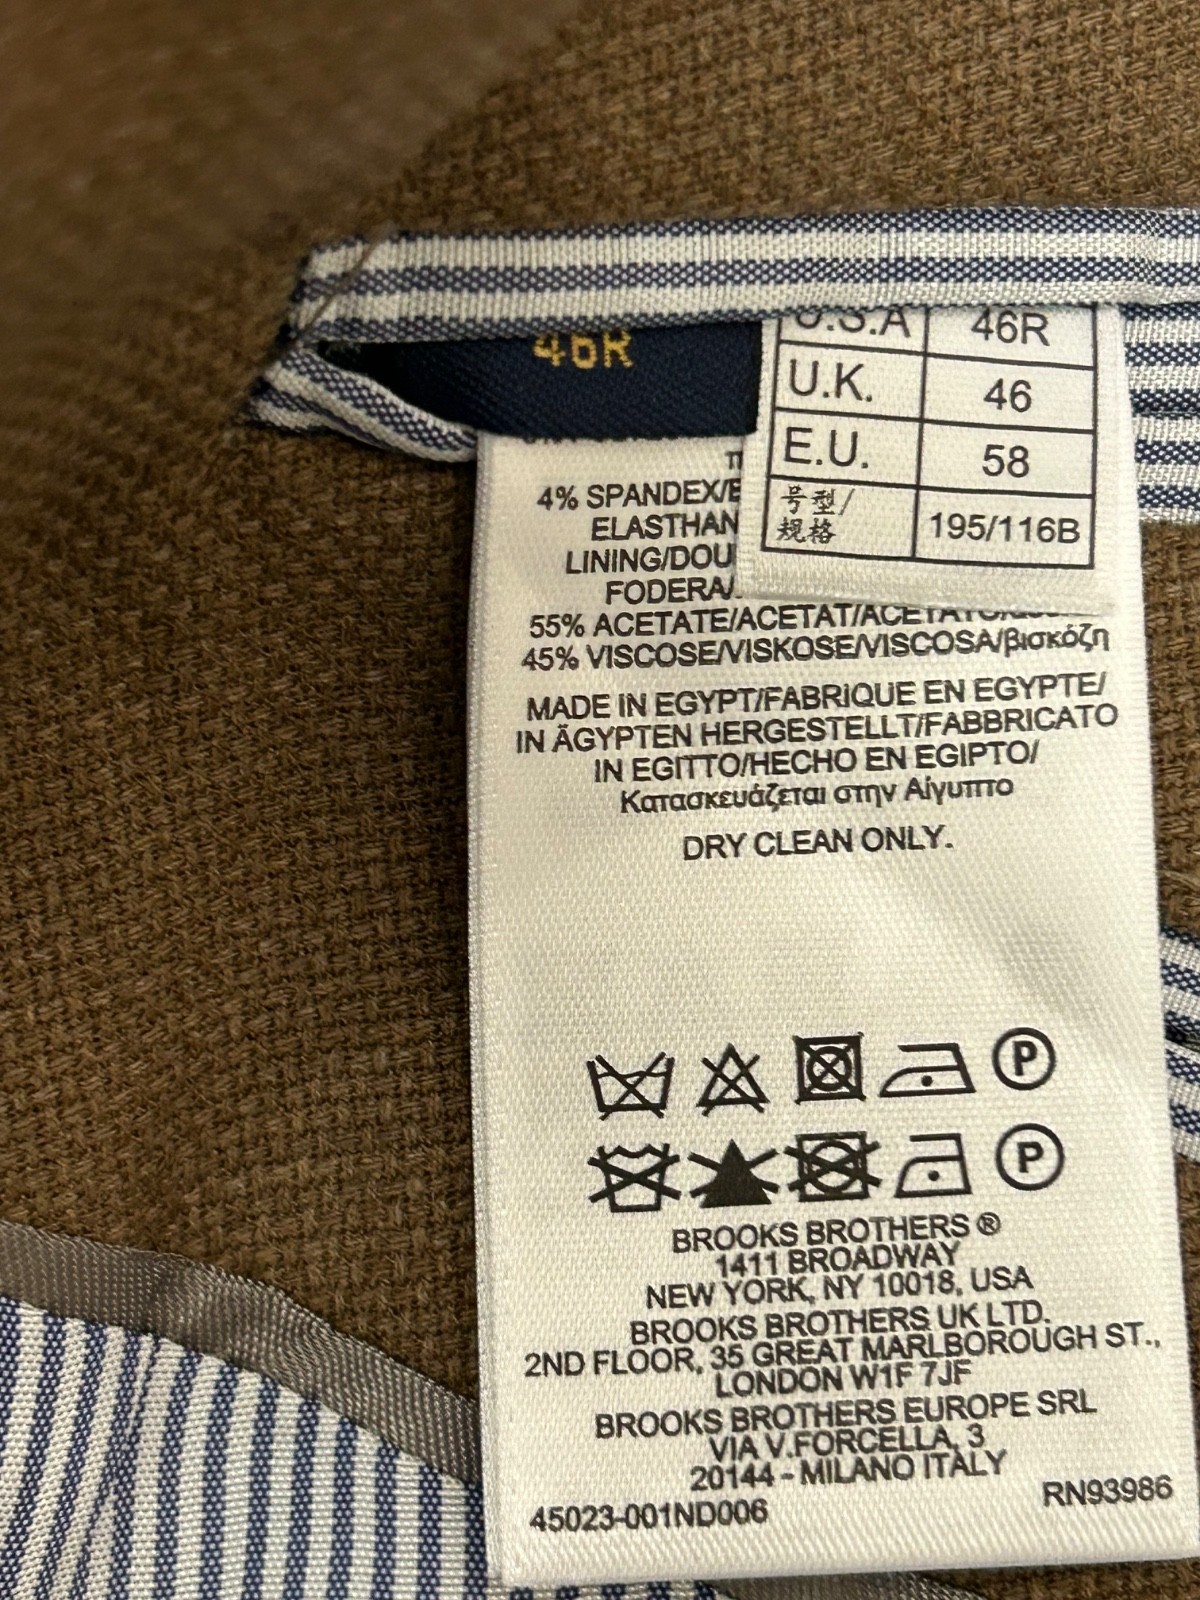 46R
U.S.A 46R
U.K. 46
E.U. 58
号型/
规格 195/116B
4% SPANDEX/E
ELASTHAN
LINING/DOU
FODERA/
55% ACETATE/ACETAT/ACETATO/
45% VISCOSE/VISKOSE/VISCOSA/βισκόζη
MADE IN EGYPT/FABRIQUE EN EGYPTE/
IN ÄGYPTEN HERGESTELLT/FABBRICATO
IN EGITTO/HECHO EN EGIPTO/
Κατασκευάζεται στην Αίγυπτο
DRY CLEAN ONLY.
P
P
BROOKS BROTHERS ®
1411 BROADWAY
NEW YORK, NY 10018, USA
BROOKS BROTHERS UK LTD.
2ND FLOOR, 35 GREAT MARLBOROUGH ST.,
LONDON W1F 7JF
BROOKS BROTHERS EUROPE SRL
VIA V.FORCELLA, 3
20144 - MILANO ITALY
45023-001ND006 RN93986